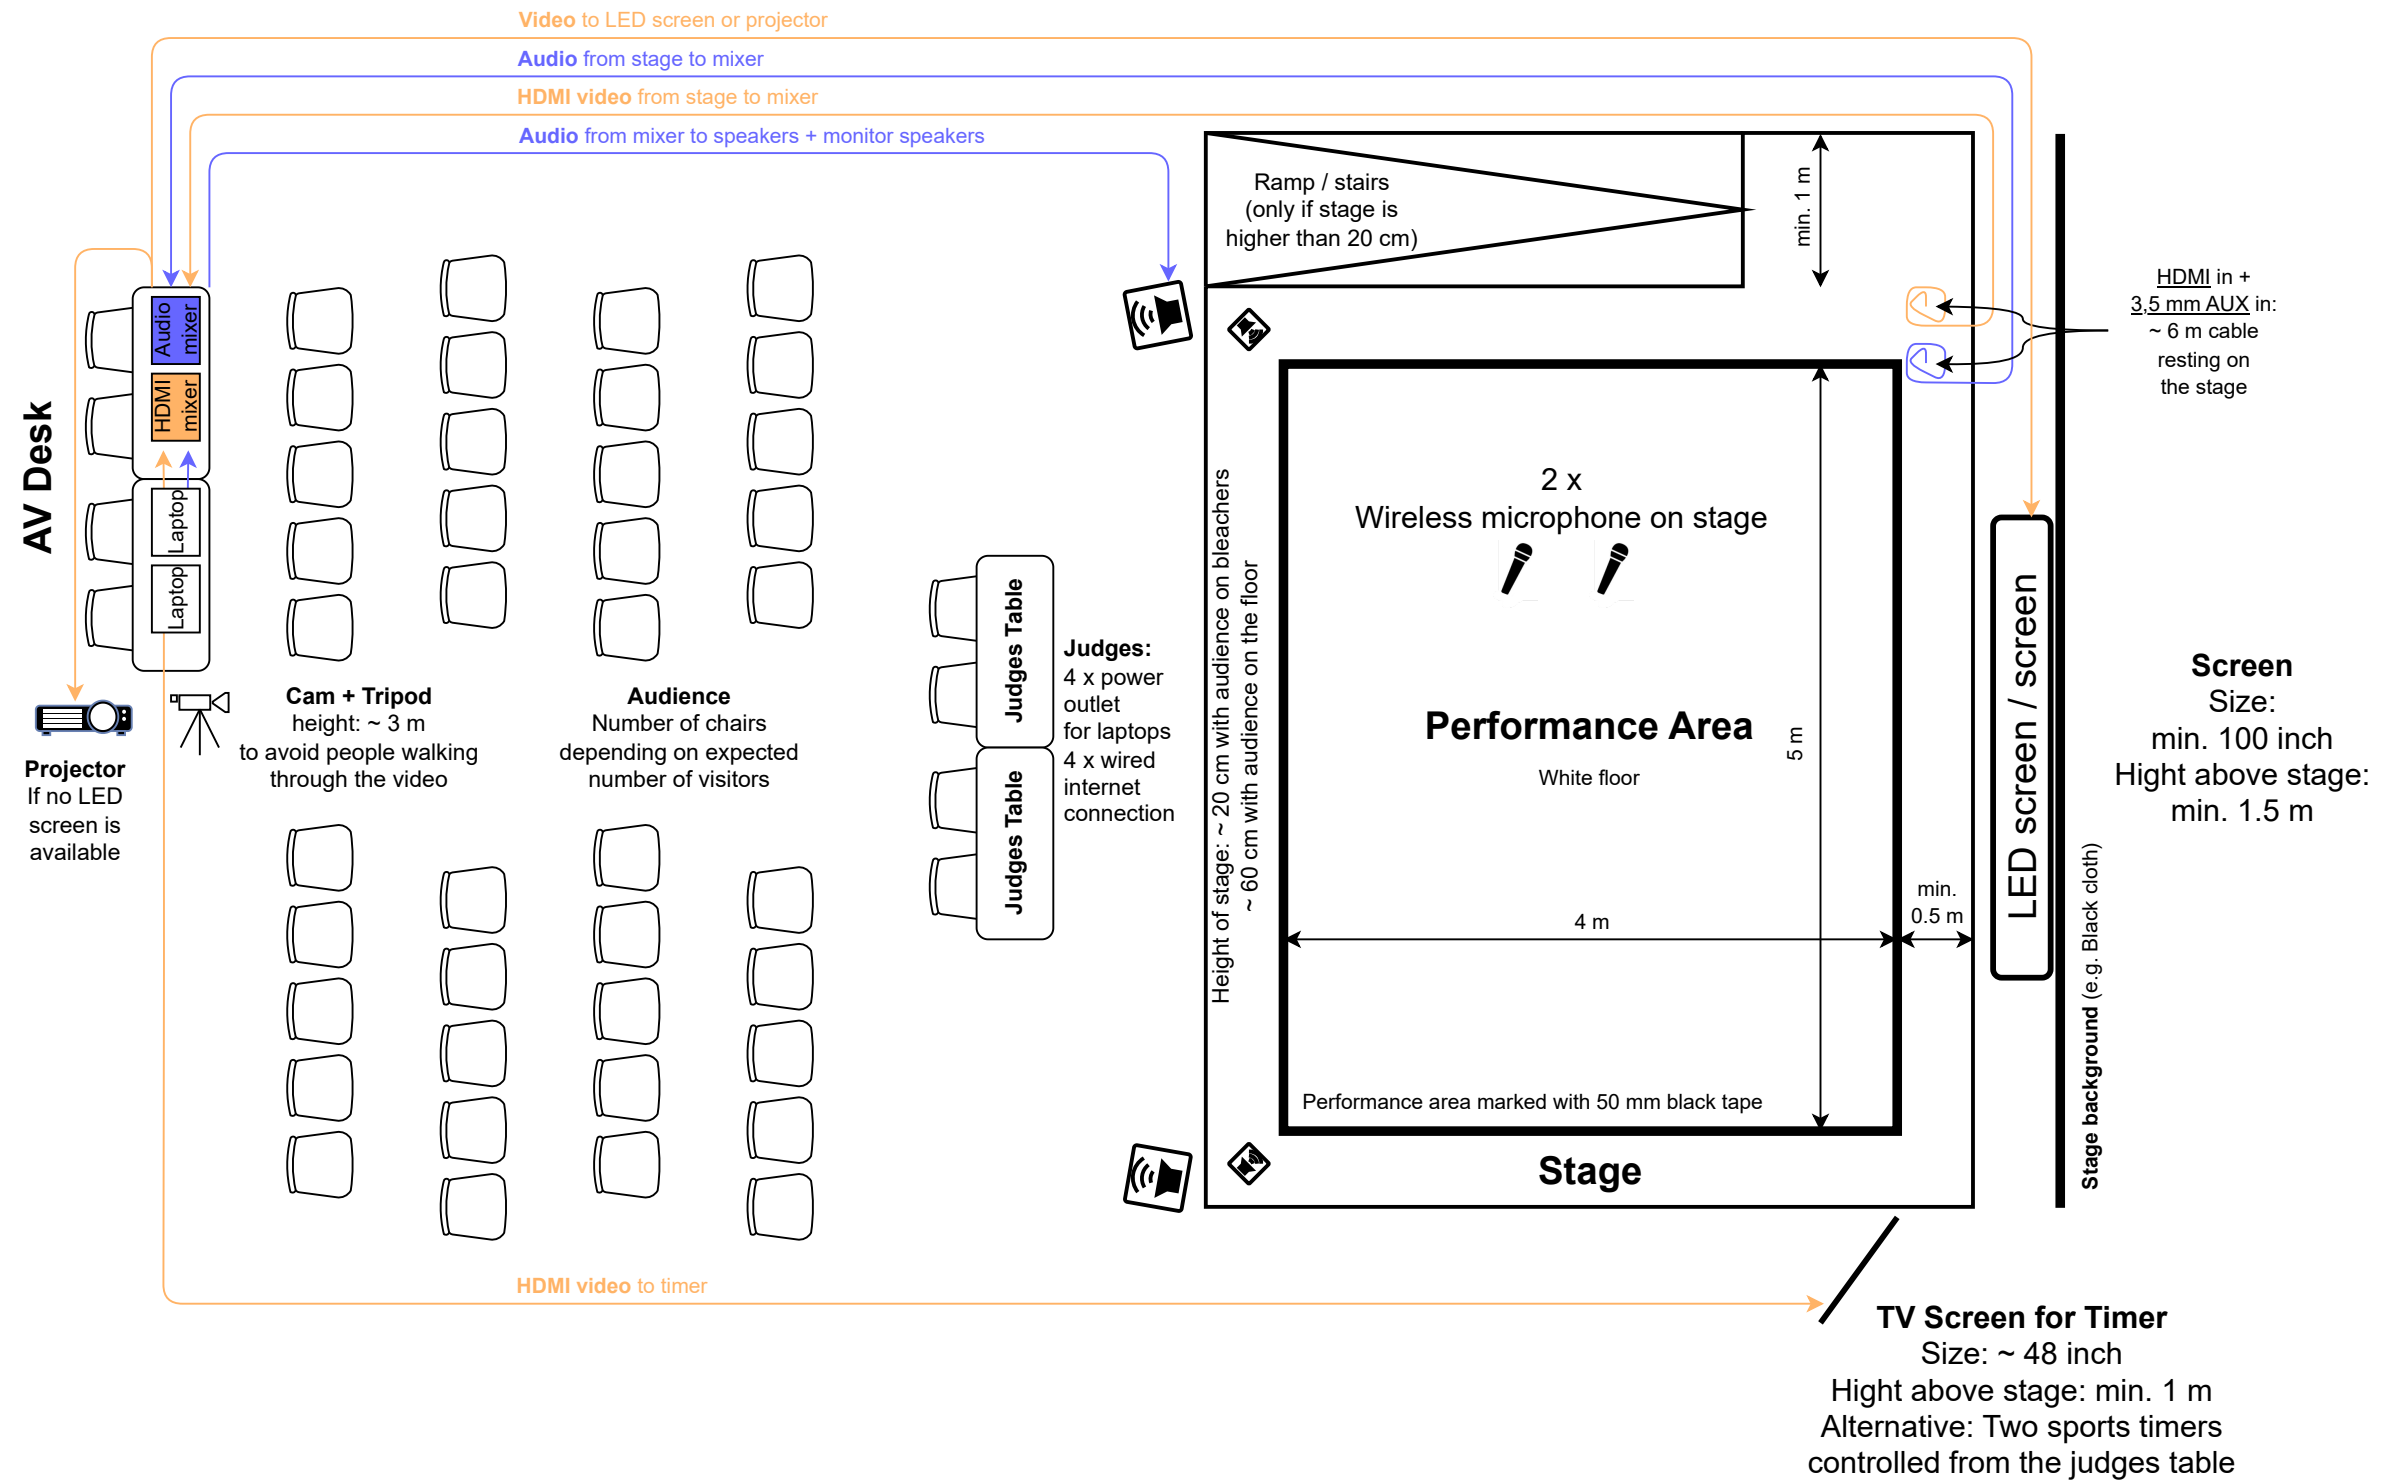 Video to LED screen or projector
Audio from stage to mixer
HDMI video from stage to mixer
Audio from mixer to speakers + monitor speakers
Ramp / stairs
(only if stage is
higher than 20 cm)
min. 1 m
HDMI in +
3,5 mm AUX in:
~ 6 m cable
resting on
the stage
AV Desk
Audio
mixer
HDMI
mixer
Laptop
Laptop
Projector
If no LED
screen is
available
Cam + Tripod
height: ~ 3 m
to avoid people walking
through the video
Audience
Number of chairs
depending on expected
number of visitors
Judges Table
Judges Table
Judges:
4 x power
outlet
for laptops
4 x wired
internet
connection
Height of stage: ~ 20 cm with audience on bleachers
~ 60 cm with audience on the floor
2 x
Wireless microphone on stage
Performance Area
White floor
5 m
4 m
min.
0.5 m
Performance area marked with 50 mm black tape
Stage
LED screen / screen
Stage background (e.g. Black cloth)
Screen
Size:
min. 100 inch
Hight above stage:
min. 1.5 m
HDMI video to timer
TV Screen for Timer
Size: ~ 48 inch
Hight above stage: min. 1 m
Alternative: Two sports timers
controlled from the judges table